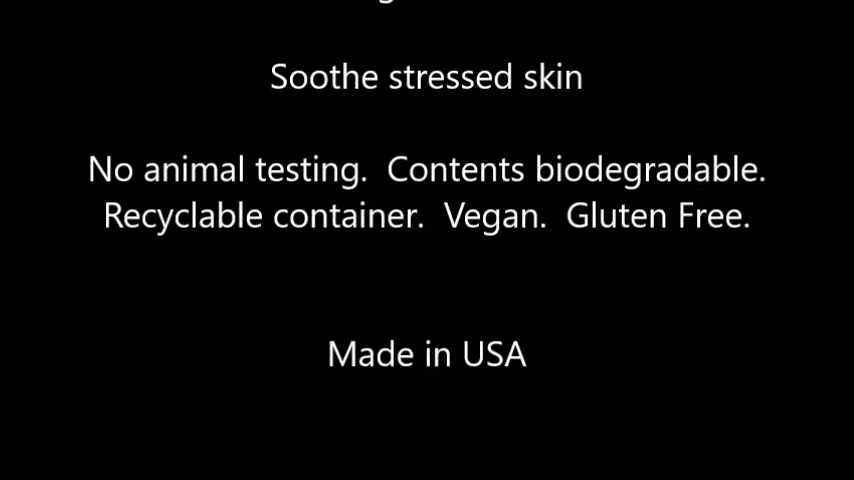 Soothe stressed skin
No animal testing.  Contents biodegradable.
Recyclable container.  Vegan.  Gluten Free.
Made in USA